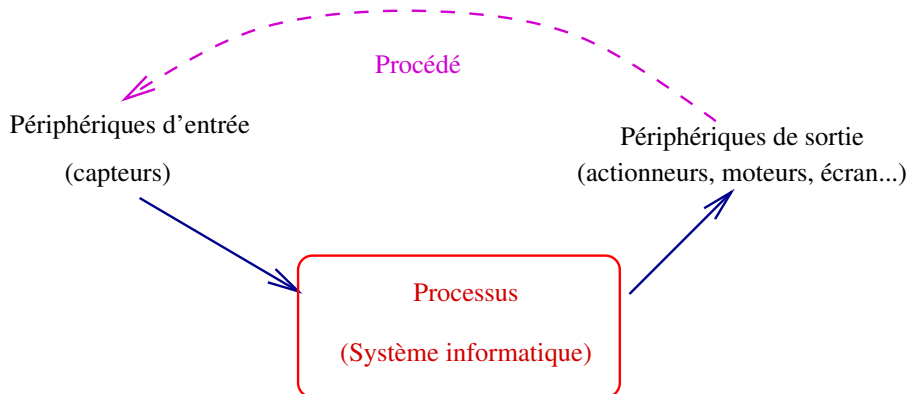 Procédé
Périphériques d'entrée
(capteurs)
Périphériques de sortie
(actionneurs, moteurs, écran...)
Processus
(Système informatique)